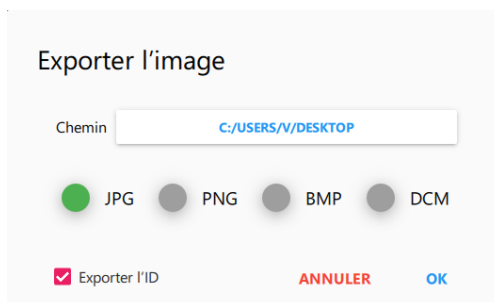 Exporter l’image
Chemin C:/USERS/V/DESKTOP
JPG PNG BMP DCM
Exporter l’ID ANNULER OK